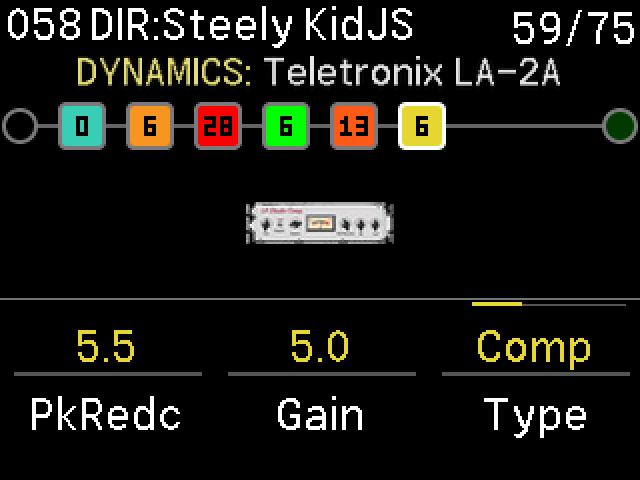 058 DIR:Steely KidJS 59/75
DYNAMICS: Teletronix LA-2A
0 6 28 6 13 6
5.5 5.0 Comp
PkRedc Gain Type